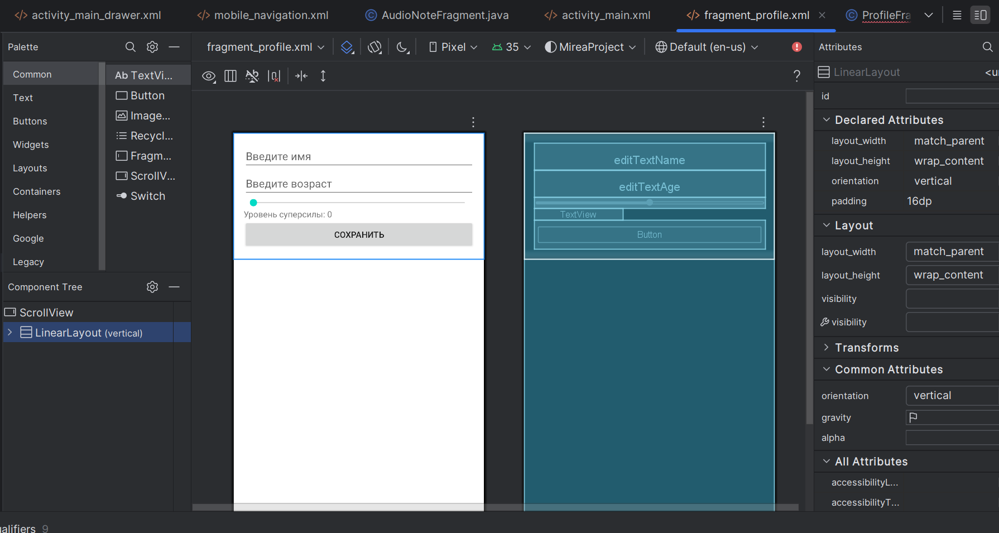 activity_main_drawer.xml
mobile_navigation.xml
AudioNoteFragment.java
activity_main.xml
fragment_profile.xml
ProfileFra
Palette
fragment_profile.xml
Pixel
35
MireaProject
Default (en-us)
Attributes
Common
Text
Buttons
Widgets
Layouts
Containers
Helpers
Google
Legacy
Ab TextVi...
Button
Image...
Recycl...
Fragm...
ScrollV...
Switch
LinearLayout
<u
id
Declared Attributes
layout_width match_parent
layout_height wrap_content
orientation vertical
padding 16dp
Layout
layout_width match_parent
layout_height wrap_content
visibility
visibility
Transforms
Common Attributes
orientation vertical
gravity
alpha
All Attributes
accessibilityL...
accessibilityT...
Введите имя
Введите возраст
Уровень суперсилы: 0
СОХРАНИТЬ
editTextName
editTextAge
TextView
Button
Component Tree
ScrollView
LinearLayout (vertical)
alifiers 9